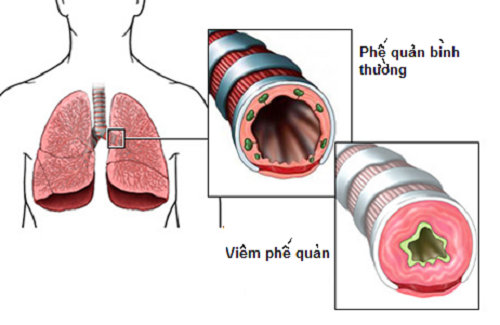 Phế quản bình
thường
Viêm phế quản